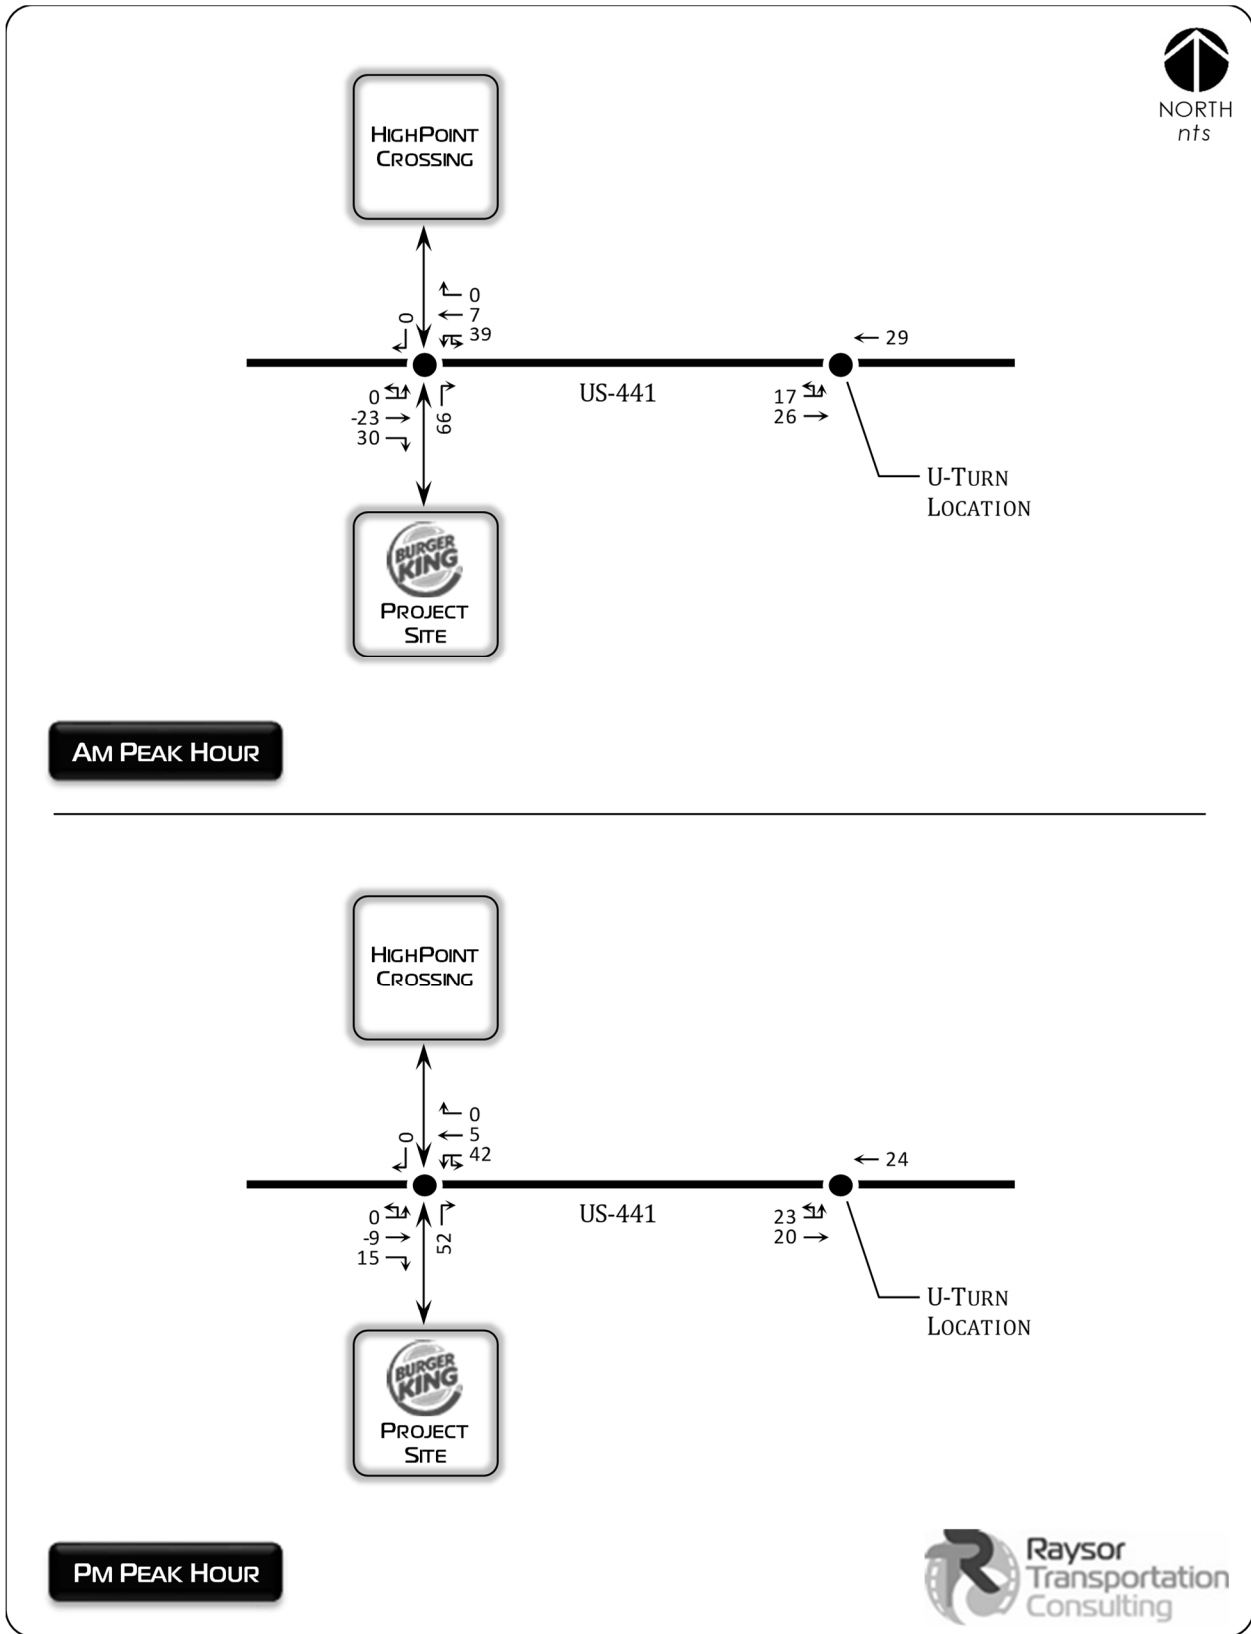 NORTH
nts
HIGHPOINT
CROSSING
0
0
7
39
0
-23
30
66
US-441
29
17
26
U-TURN
LOCATION
BURGER
KING
PROJECT
SITE
AM PEAK HOUR
HIGHPOINT
CROSSING
0
0
5
42
0
-9
15
52
US-441
24
23
20
U-TURN
LOCATION
BURGER
KING
PROJECT
SITE
PM PEAK HOUR
Raysor
Transportation
Consulting